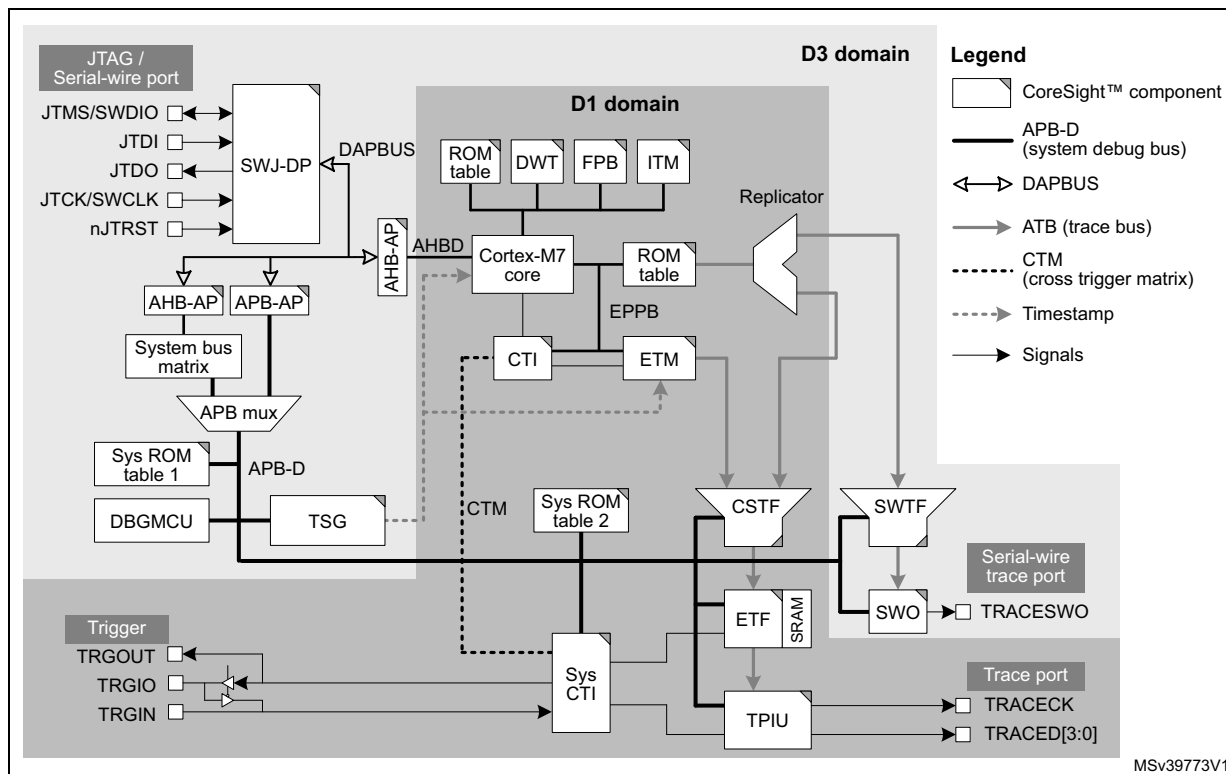 JTAG /
Serial-wire port
D3 domain
Legend
CoreSight™ component
APB-D
(system debug bus)
DAPBUS
ATB (trace bus)
CTM
(cross trigger matrix)
Timestamp
Signals
JTMS/SWDIO
JTDI
JTDO
JTCK/SWCLK
nJTRST
SWJ-DP
DAPBUS
D1 domain
ROM
table
DWT
FPB
ITM
Replicator
AHB-AP
AHBD
Cortex-M7
core
ROM
table
EPPB
AHB-AP
APB-AP
System bus
matrix
CTI
ETM
APB mux
Sys ROM
table 1
APB-D
DBGMCU
TSG
CTM
Sys ROM
table 2
CSTF
SWTF
Serial-wire
trace port
ETF
SRAM
SWO
TRACESWO
Trigger
TRGOUT
TRGIO
TRGIN
Sys
CTI
TPIU
Trace port
TRACECK
TRACED[3:0]
MSv39773V1